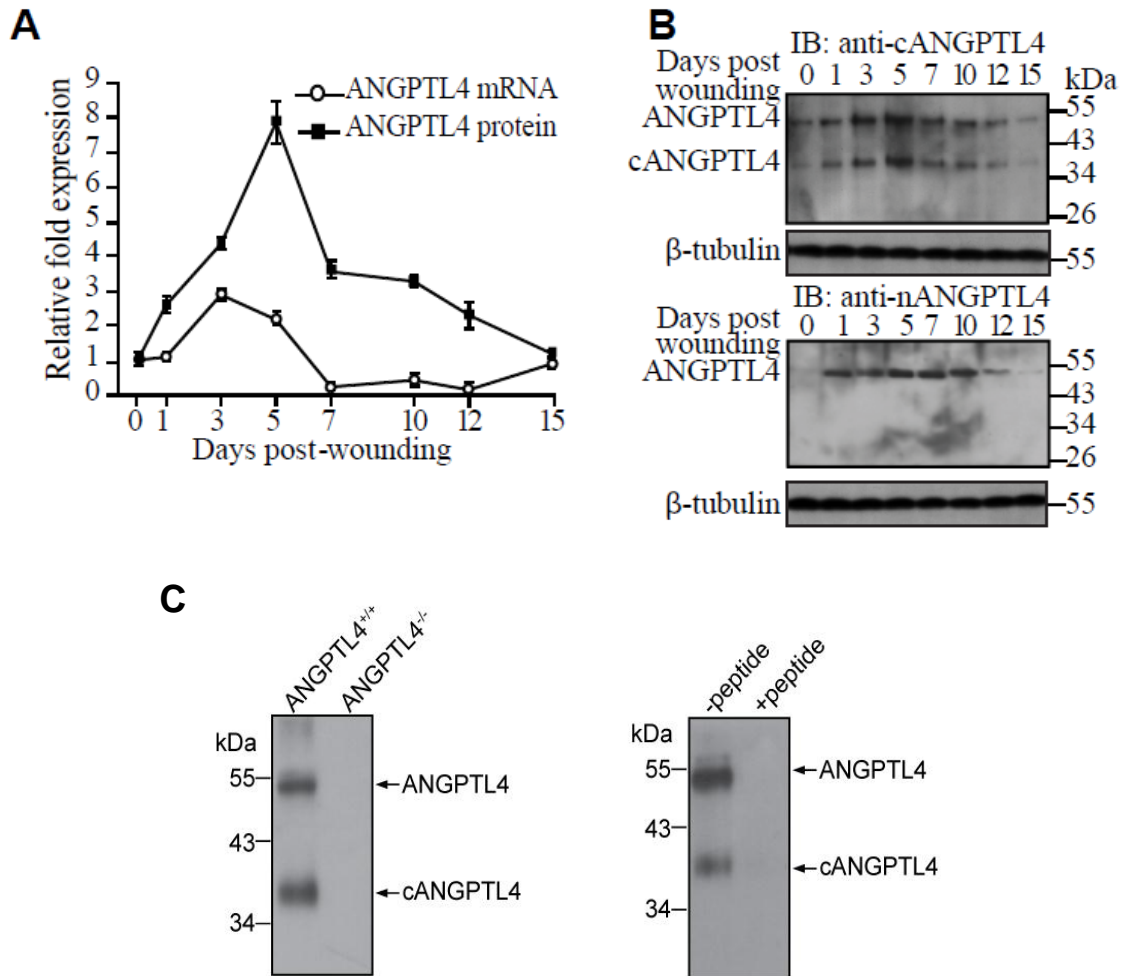 A
Relative fold expression
9
8
7
6
5
4
3
2
1
0
ANGPTL4 mRNA
ANGPTL4 protein
0 1 3 5 7 10 12 15
Days post-wounding
B
IB: anti-cANGPTL4
Days post wounding
0 1 3 5 7 10 12 15 kDa
ANGPTL4
cANGPTL4
55
43
34
26
β-tubulin
55
IB: anti-nANGPTL4
Days post wounding
0 1 3 5 7 10 12 15
ANGPTL4
55
43
34
26
β-tubulin
55
C
ANGPTL4+/+
ANGPTL4-/-
kDa
55
43
34
ANGPTL4
cANGPTL4
-peptide
+peptide
kDa
55
43
34
ANGPTL4
cANGPTL4